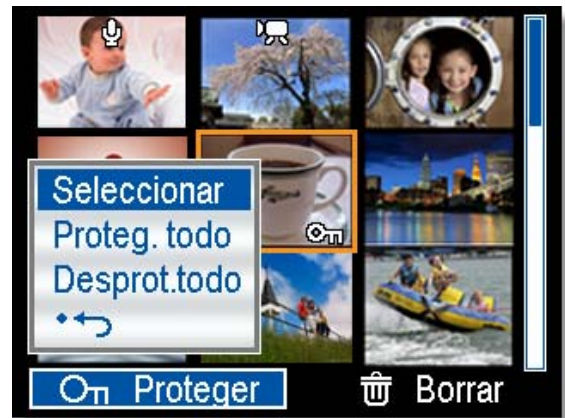 Seleccionar
Proteg. todo
Desprot.todo
Proteger
Borrar